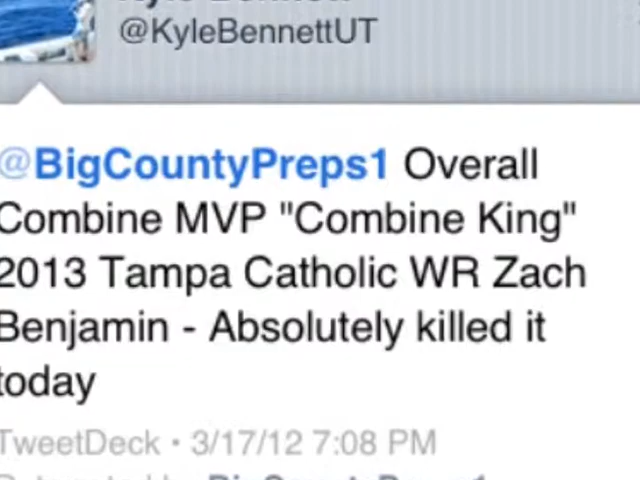 @KyleBennettUT
@BigCountyPreps1 Overall
Combine MVP "Combine King"
2013 Tampa Catholic WR Zach
Benjamin - Absolutely killed it
today
TweetDeck • 3/17/12 7:08 PM